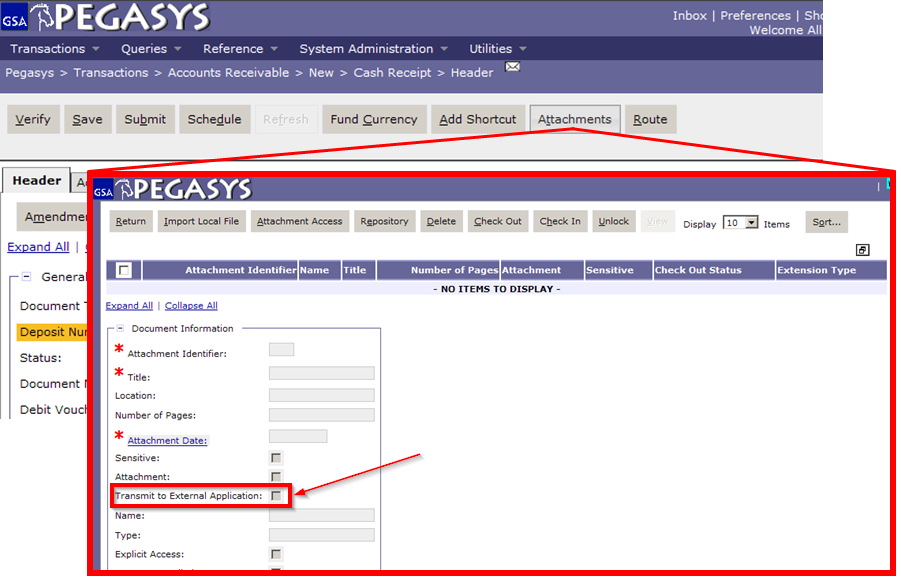 GSA PEGASYS
Inbox | Preferences | Sho
Welcome All
Transactions Queries Reference System Administration Utilities
Pegasys > Transactions > Accounts Receivable > New > Cash Receipt > Header
Verify Save Submit Schedule Refresh Fund Currency Add Shortcut Attachments Route
Header
Amendmen
Expand All |
General
Document T
Deposit Num
Status:
Document N
Debit Vouch
GSA PEGASYS
|
Return Import Local File Attachment Access Repository Delete Check Out Check In Unlock View Display 10 Items Sort...
Attachment Identifier Name Title Number of Pages Attachment Sensitive Check Out Status Extension Type
- NO ITEMS TO DISPLAY -
Expand All | Collapse All
Document Information
* Attachment Identifier:
* Title:
Location:
Number of Pages:
* Attachment Date:
Sensitive:
Attachment:
Transmit to External Application:
Name:
Type:
Explicit Access: